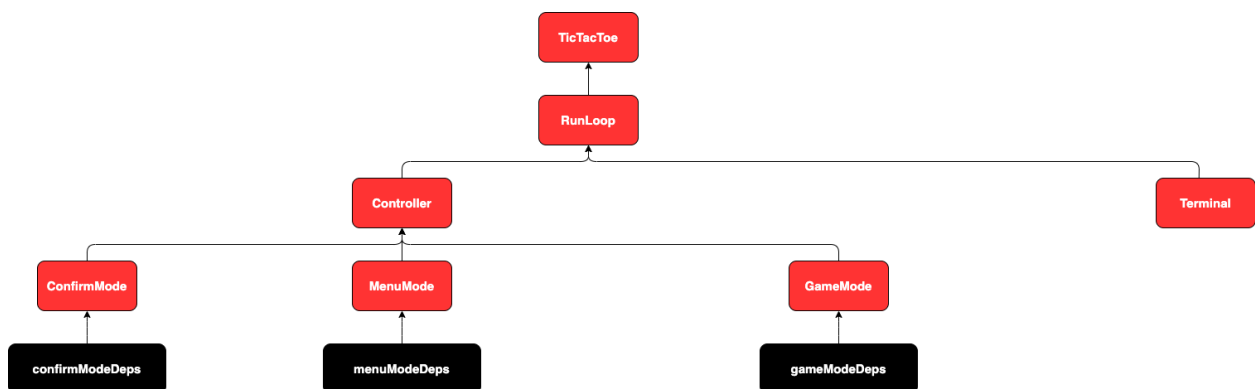 TicTacToe
RunLoop
Controller
Terminal
ConfirmMode
MenuMode
GameMode
confirmModeDeps
menuModeDeps
gameModeDeps